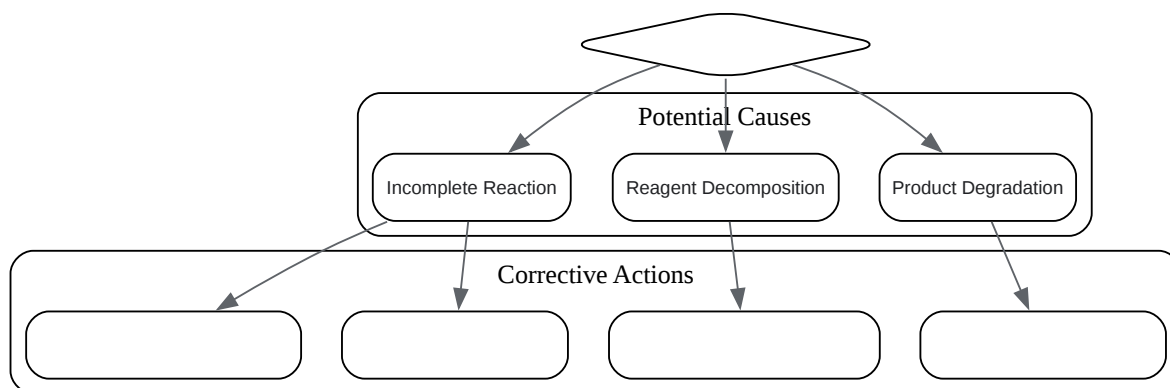 Potential Causes
Incomplete Reaction
Reagent Decomposition
Product Degradation
Corrective Actions